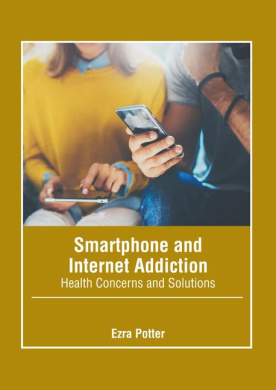 Smartphone and
Internet Addiction
Health Concerns and Solutions
Ezra Potter